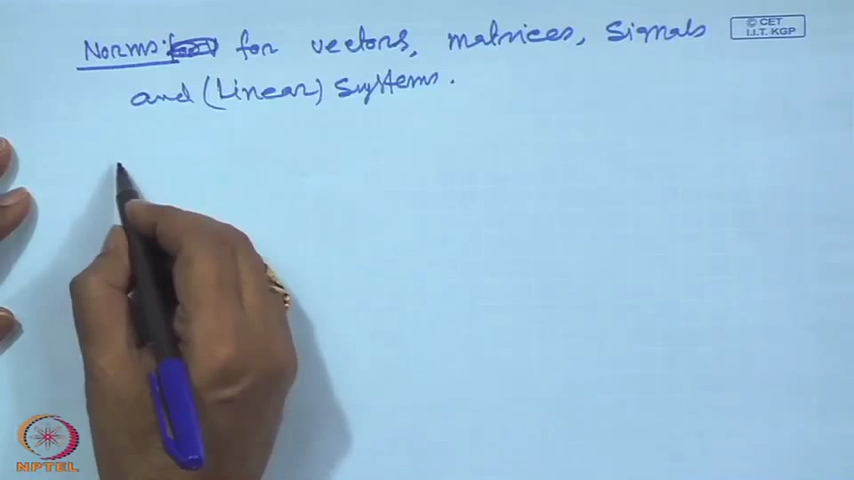 Norms: for vectors, matrices, Signals
and (Linear) Systems.
© CET
I.I.T. KGP
NPTEL